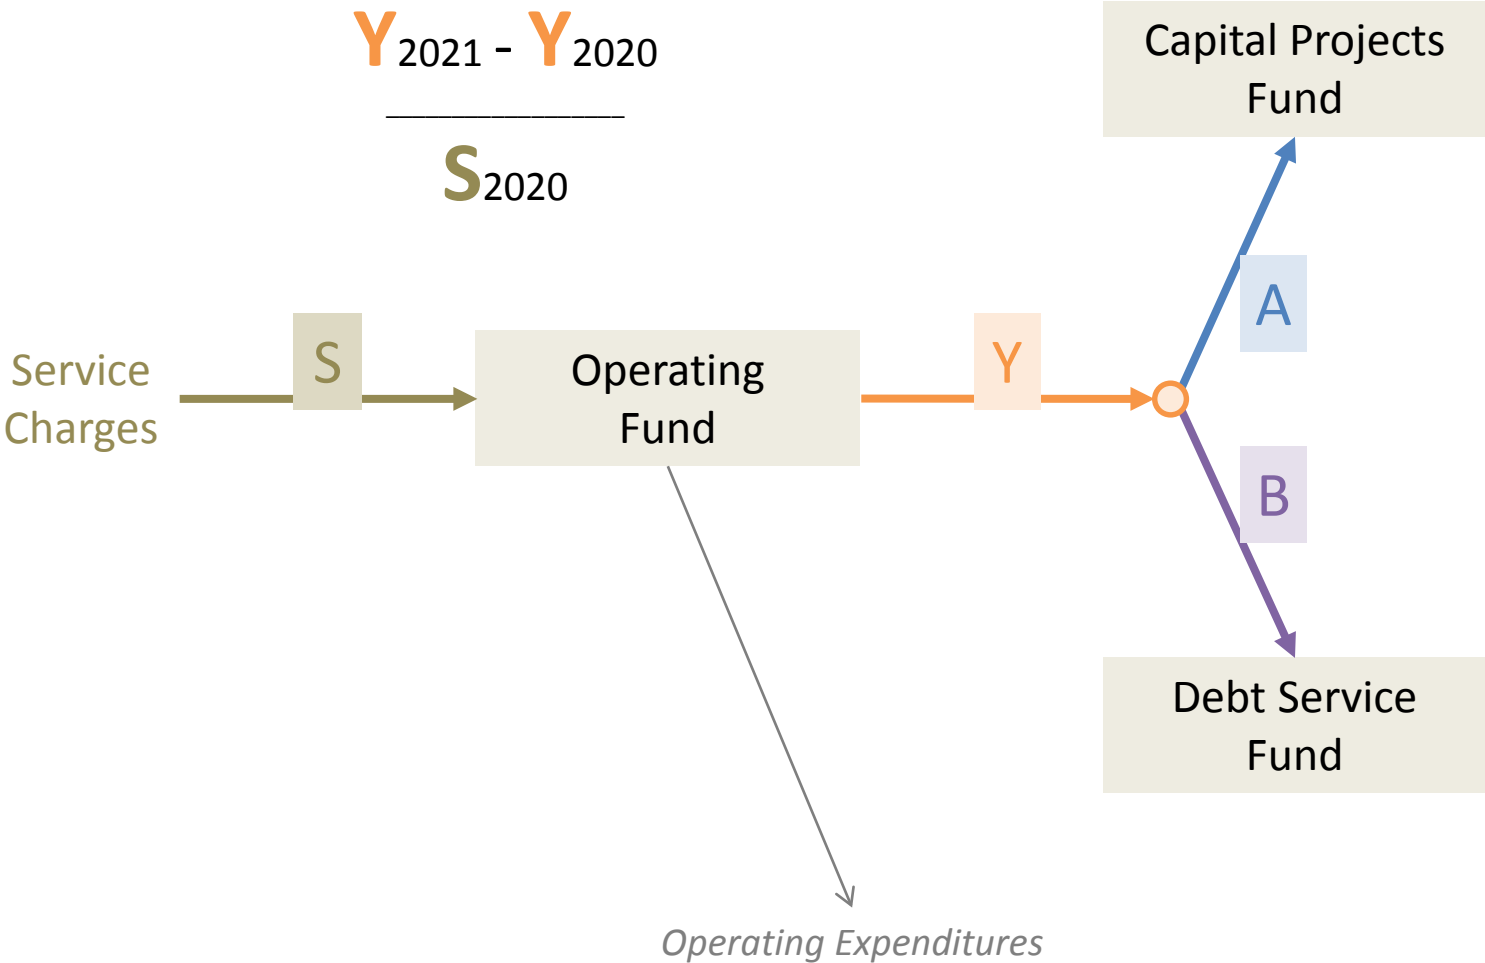 Y2021 - Y2020
S2020
Capital Projects
Fund
A
S
Y
Service
Charges
Operating
Fund
B
Debt Service
Fund
Operating Expenditures